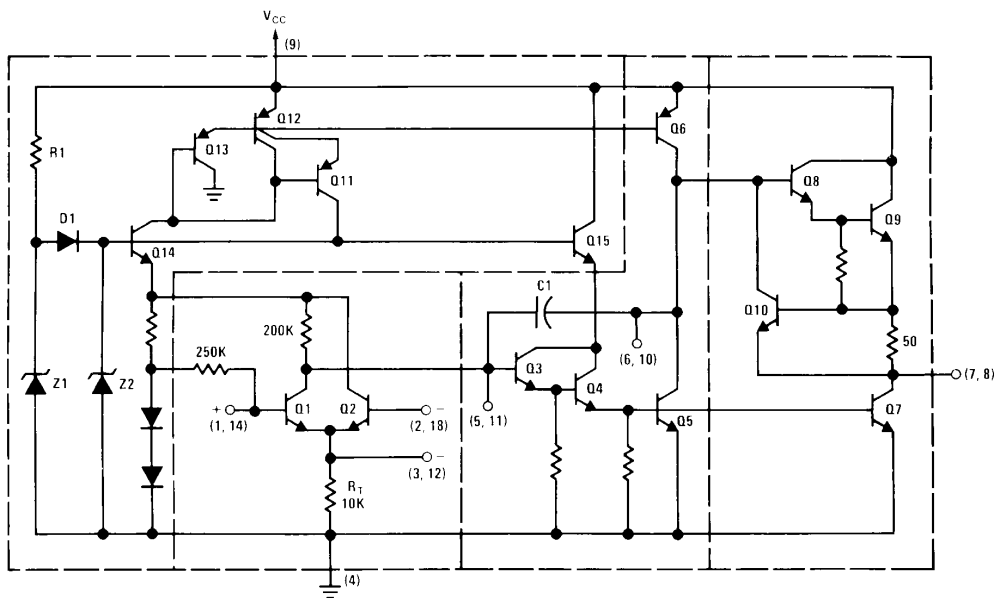 VCC
(9)
R1
Q12
Q13
Q6
Q11
Q8
D1
Q9
Q14
Q15
C1
Q10
200K
(6, 10)
50
250K
Z1
Z2
Q3
Q4
(7, 8)
+
(1, 14)
Q1
Q2
−
(2, 18)
(5, 11)
Q5
Q7
−
(3, 12)
RT
10K
(4)